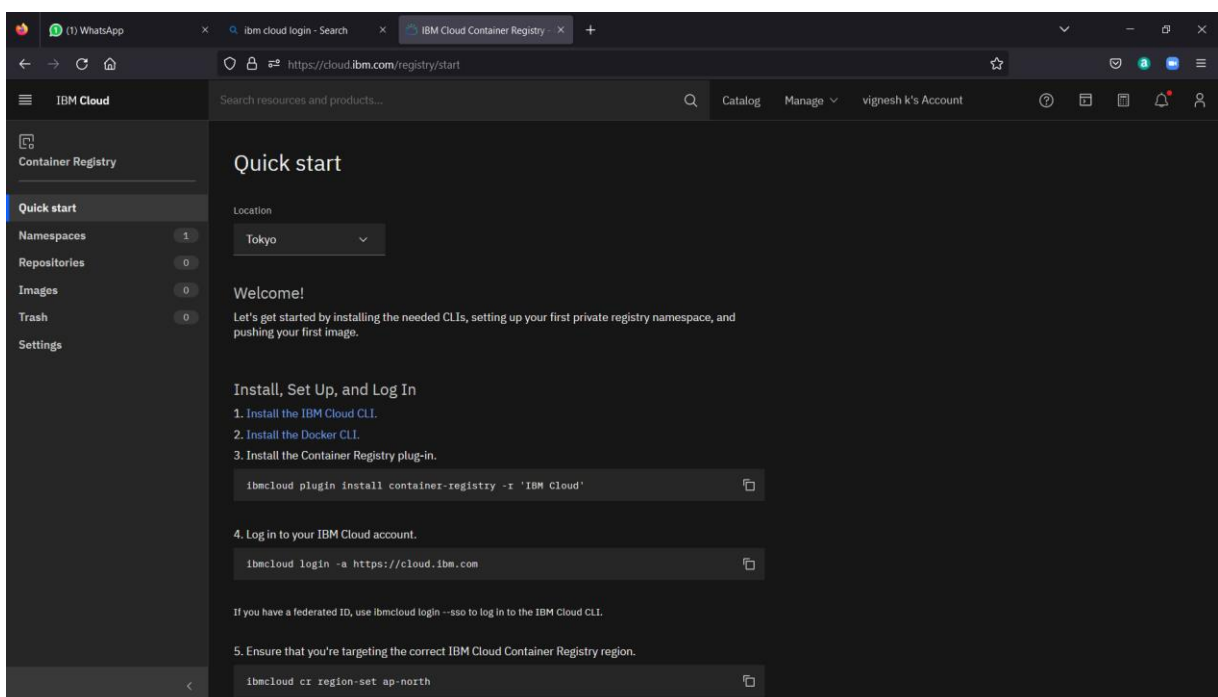 (1) WhatsApp
ibm cloud login - Search
IBM Cloud Container Registry -
https://cloud.ibm.com/registry/start
IBM Cloud
Search resources and products...
Catalog
Manage
vignesh k's Account
Container Registry
Quick start
Namespaces 1
Repositories 0
Images 0
Trash 0
Settings
Quick start
Location
Tokyo
Welcome!
Let's get started by installing the needed CLIs, setting up your first private registry namespace, and
pushing your first image.
Install, Set Up, and Log In
1. Install the IBM Cloud CLI.
2. Install the Docker CLI.
3. Install the Container Registry plug-in.
ibmcloud plugin install container-registry -r 'IBM Cloud'
4. Log in to your IBM Cloud account.
ibmcloud login -a https://cloud.ibm.com
If you have a federated ID, use ibmcloud login --sso to log in to the IBM Cloud CLI.
5. Ensure that you're targeting the correct IBM Cloud Container Registry region.
ibmcloud cr region-set ap-north